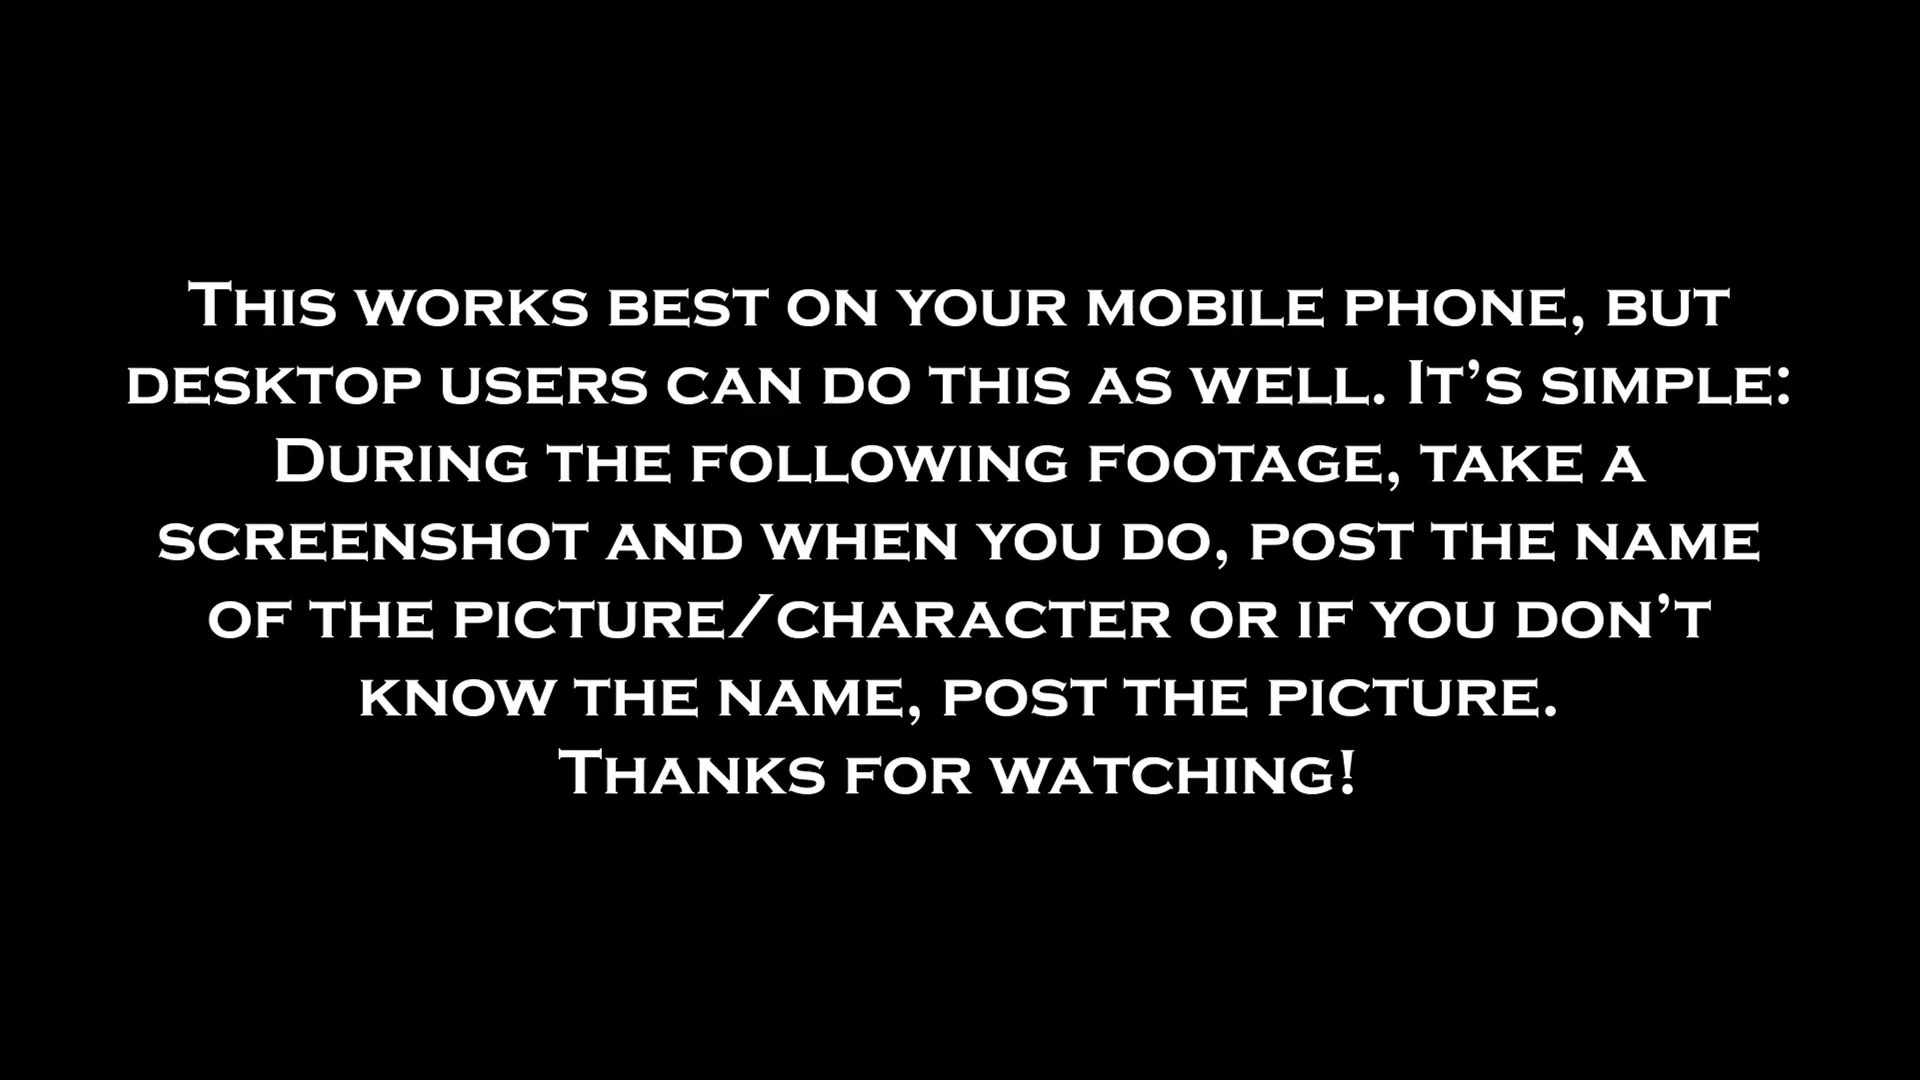 This works best on your mobile phone, but
desktop users can do this as well. It’s simple:
During the following footage, take a
screenshot and when you do, post the name
of the picture/character or if you don’t
know the name, post the picture.
Thanks for watching!